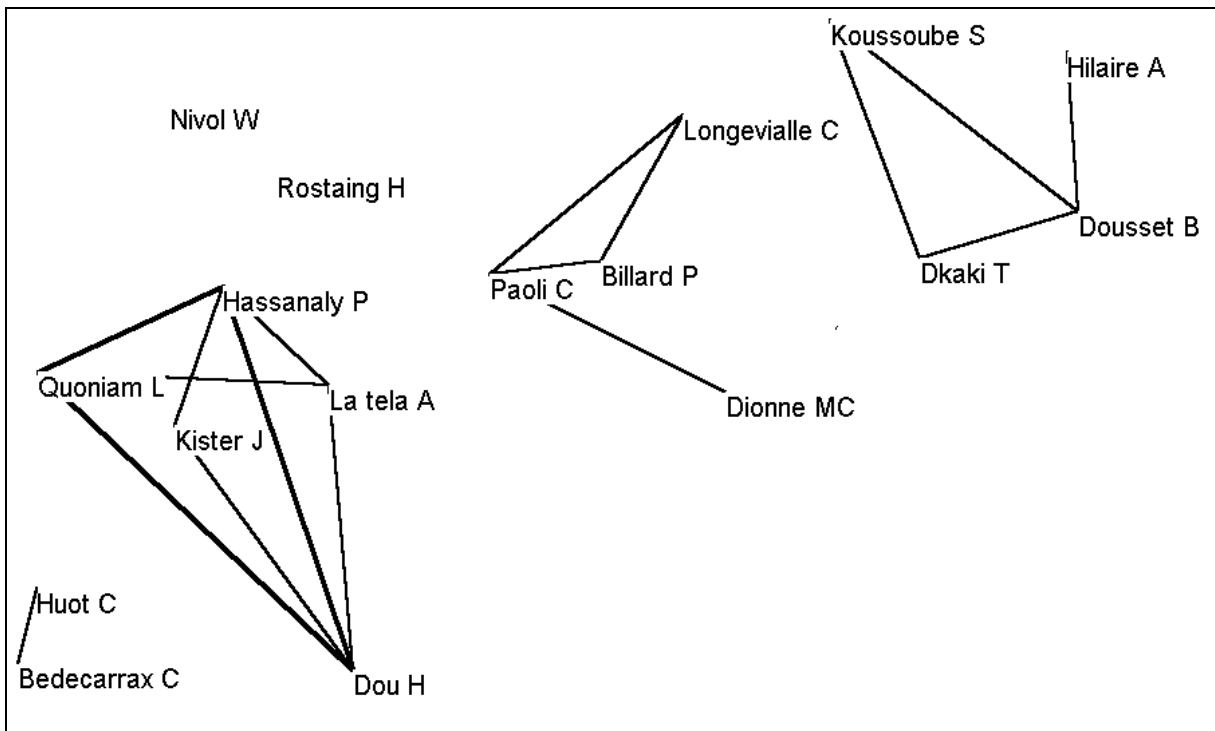 Koussoube S
Hilaire A
Nivol W
Longevialle C
Rostaing H
Dousset B
Billard P
Dkaki T
Paoli C
Hassanaly P
Quoniam L
La tela A
Dionne MC
Kister J
Huot C
Bedecarrax C
Dou H